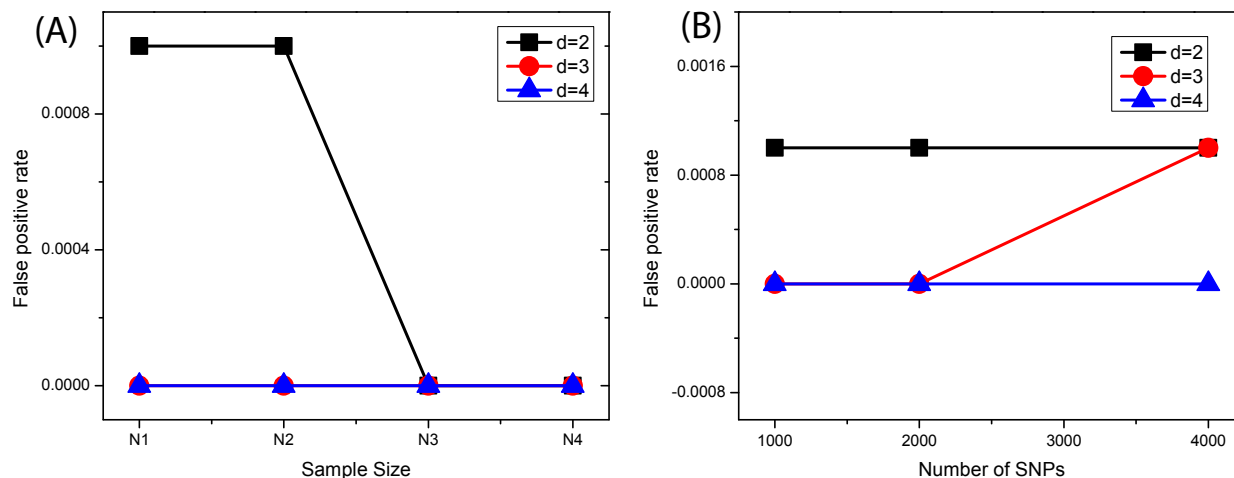 (A)
d=2
d=3
d=4
False positive rate
0.0008
0.0004
0.0000
N1 N2 N3 N4
Sample Size
(B)
d=2
d=3
d=4
False positive rate
0.0016
0.0008
0.0000
-0.0008
1000 2000 3000 4000
Number of SNPs